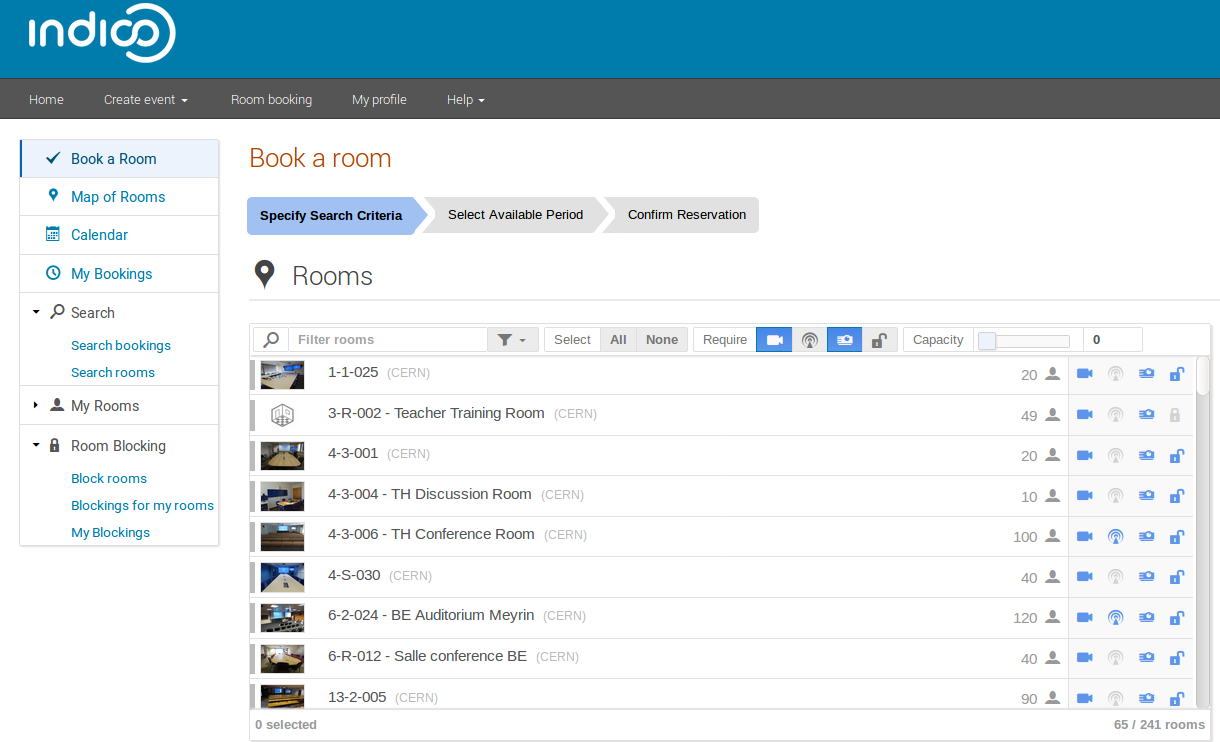 indico
Home Create event Room booking My profile Help
Book a Room
Map of Rooms
Calendar
My Bookings
Search
Search bookings
Search rooms
My Rooms
Room Blocking
Block rooms
Blockings for my rooms
My Blockings
Book a room
Specify Search Criteria Select Available Period Confirm Reservation
Rooms
Filter rooms Select All None Require Capacity 0
1-1-025 (CERN) 20
3-R-002 - Teacher Training Room (CERN) 49
4-3-001 (CERN) 20
4-3-004 - TH Discussion Room (CERN) 10
4-3-006 - TH Conference Room (CERN) 100
4-S-030 (CERN) 40
6-2-024 - BE Auditorium Meyrin (CERN) 120
6-R-012 - Salle conference BE (CERN) 40
13-2-005 (CERN) 90
0 selected 65 / 241 rooms